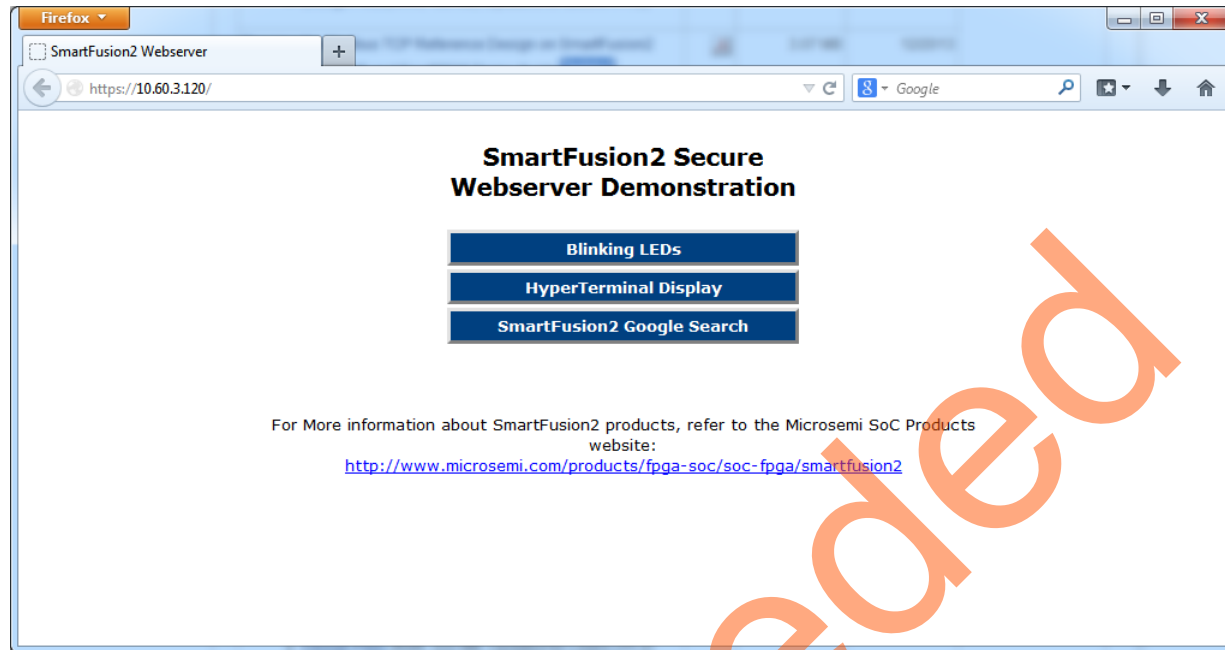 Firefox
SmartFusion2 Webserver
https://10.60.3.120/
Google
SmartFusion2 Secure
Webserver Demonstration
Blinking LEDs
HyperTerminal Display
SmartFusion2 Google Search
For More information about SmartFusion2 products, refer to the Microsemi SoC Products
website:
http://www.microsemi.com/products/fpga-soc/soc-fpga/smartfusion2
ded